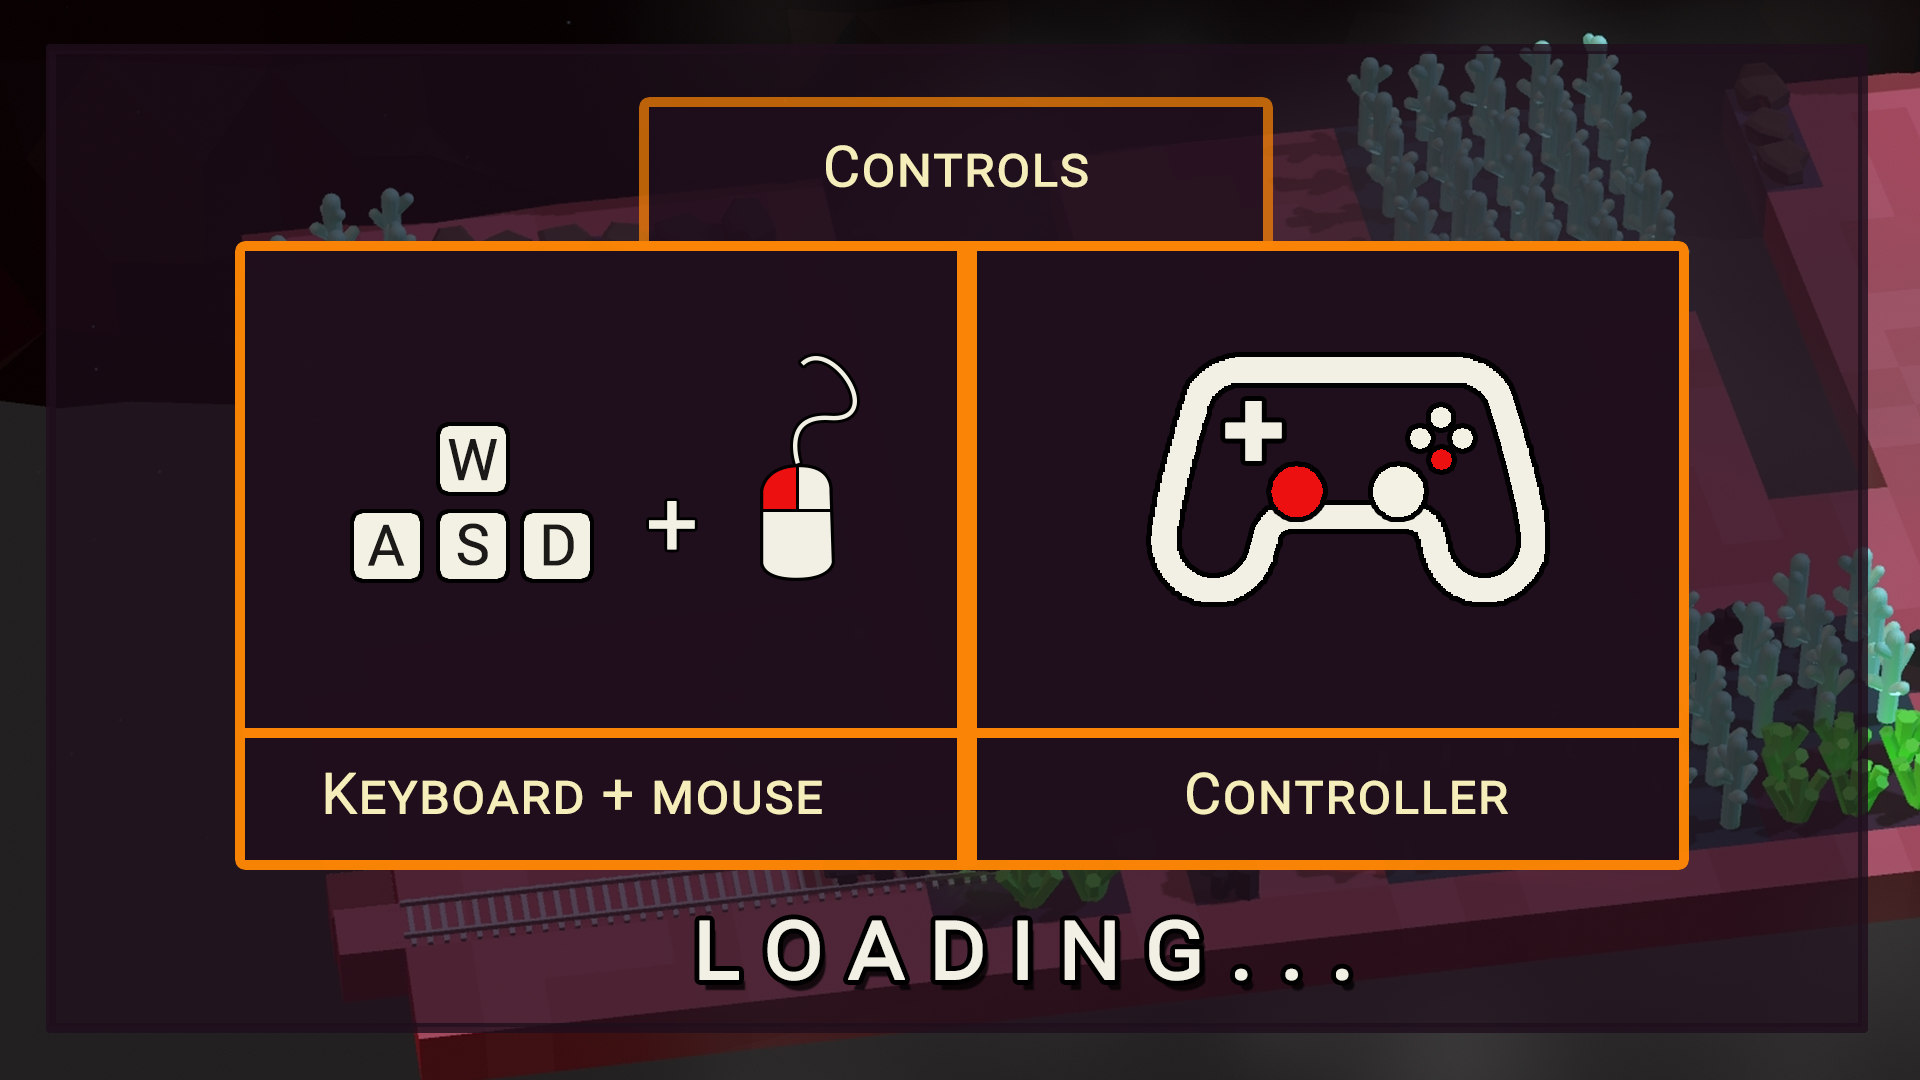 Controls
W
A S D
+
Keyboard + mouse
Controller
LOADING...